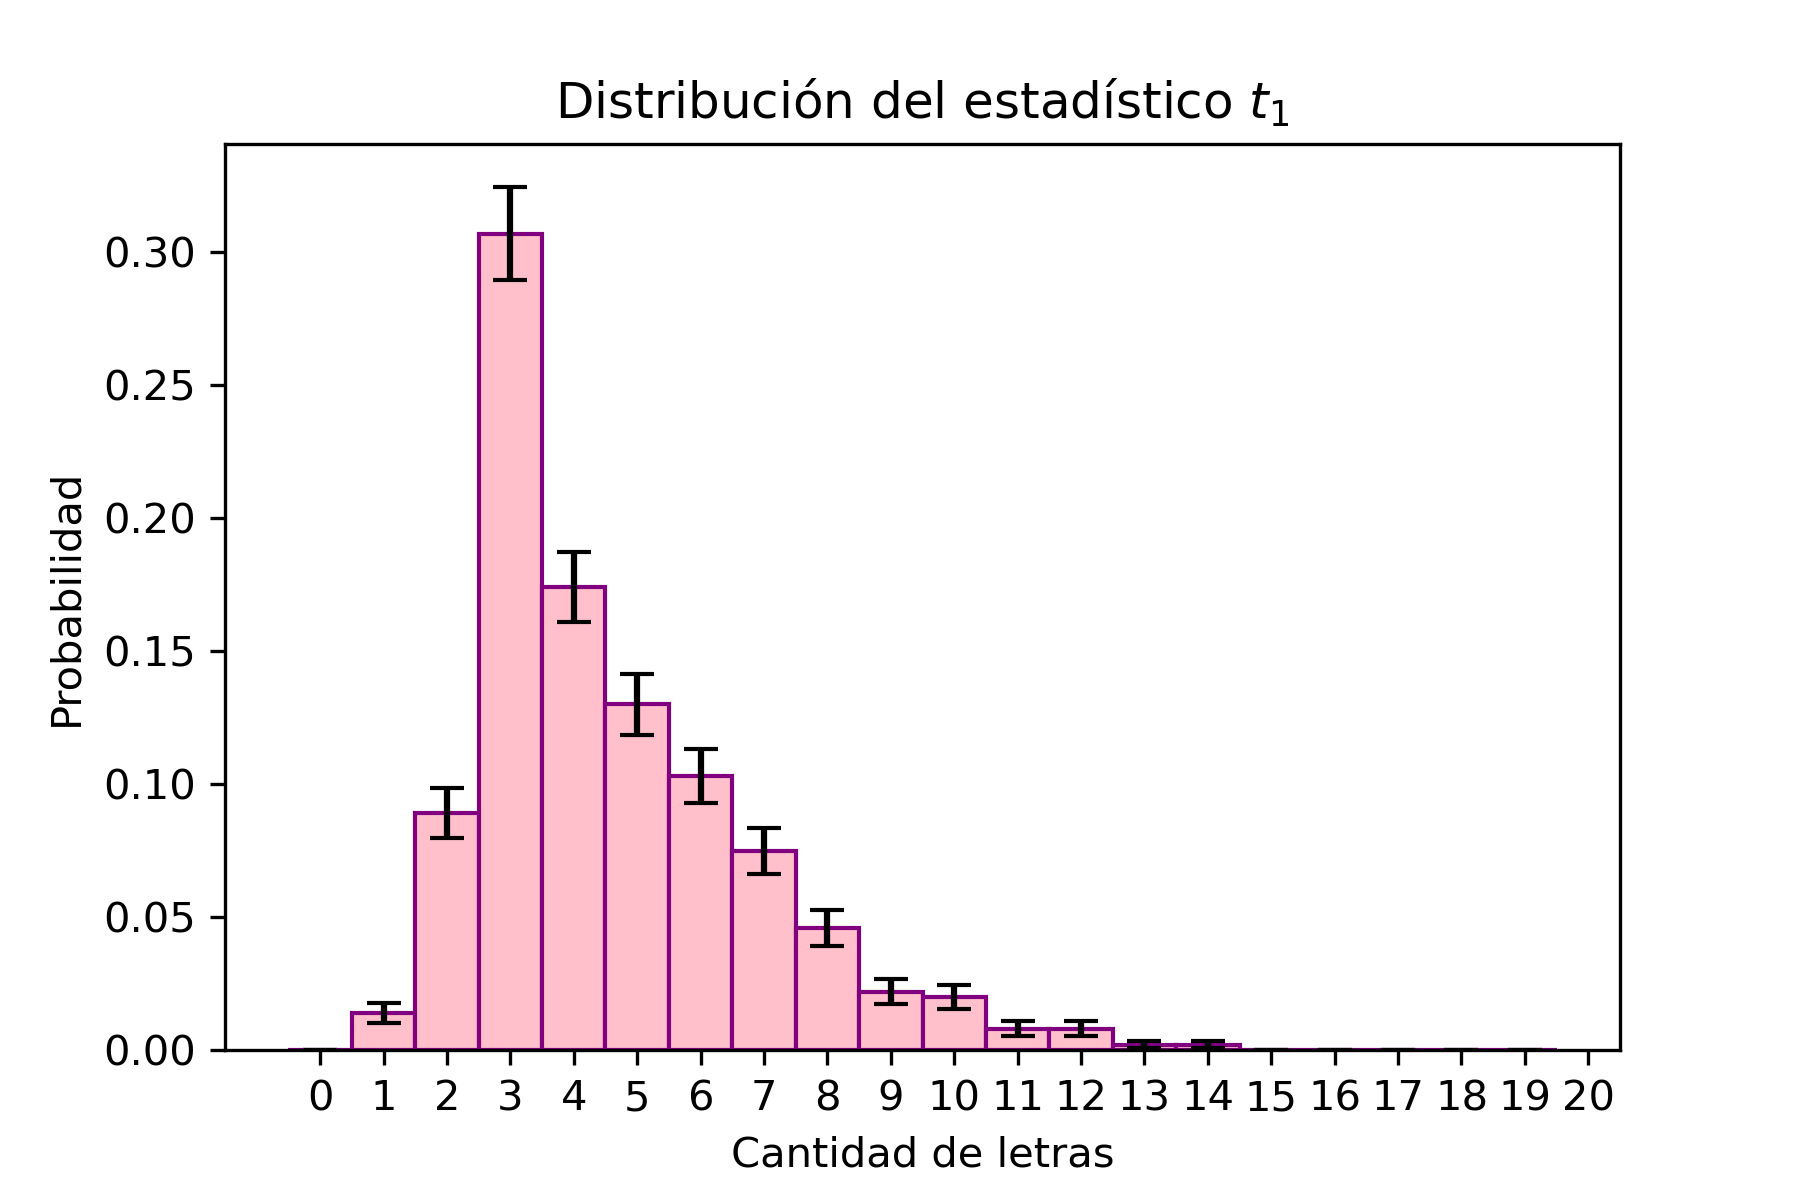 Distribución del estadístico t₁
0.30
0.25
0.20
0.15
0.10
0.05
0.00
Probabilidad
0 1 2 3 4 5 6 7 8 9 10 11 12 13 14 15 16 17 18 19 20
Cantidad de letras